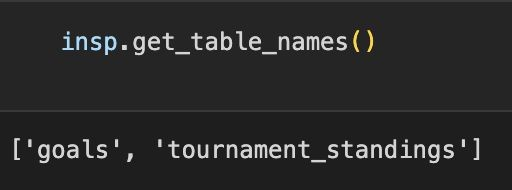 insp.get_table_names()
['goals', 'tournament_standings']